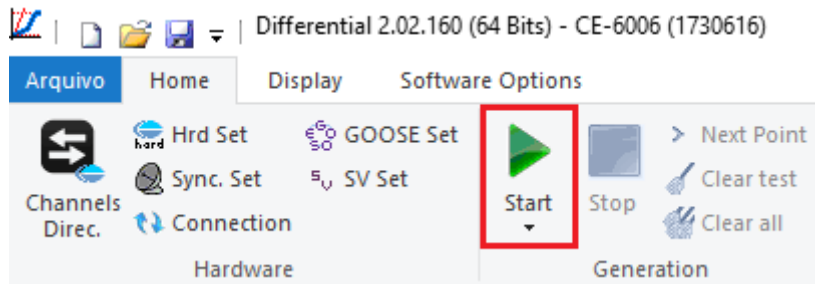 Differential 2.02.160 (64 Bits) - CE-6006 (1730616)
Arquivo Home Display Software Options
Channels Direc.
hard Hrd Set
Sync. Set
Connection
GOOSE Set
SV Set
Hardware
Start
Stop
Next Point
Clear test
Clear all
Generation